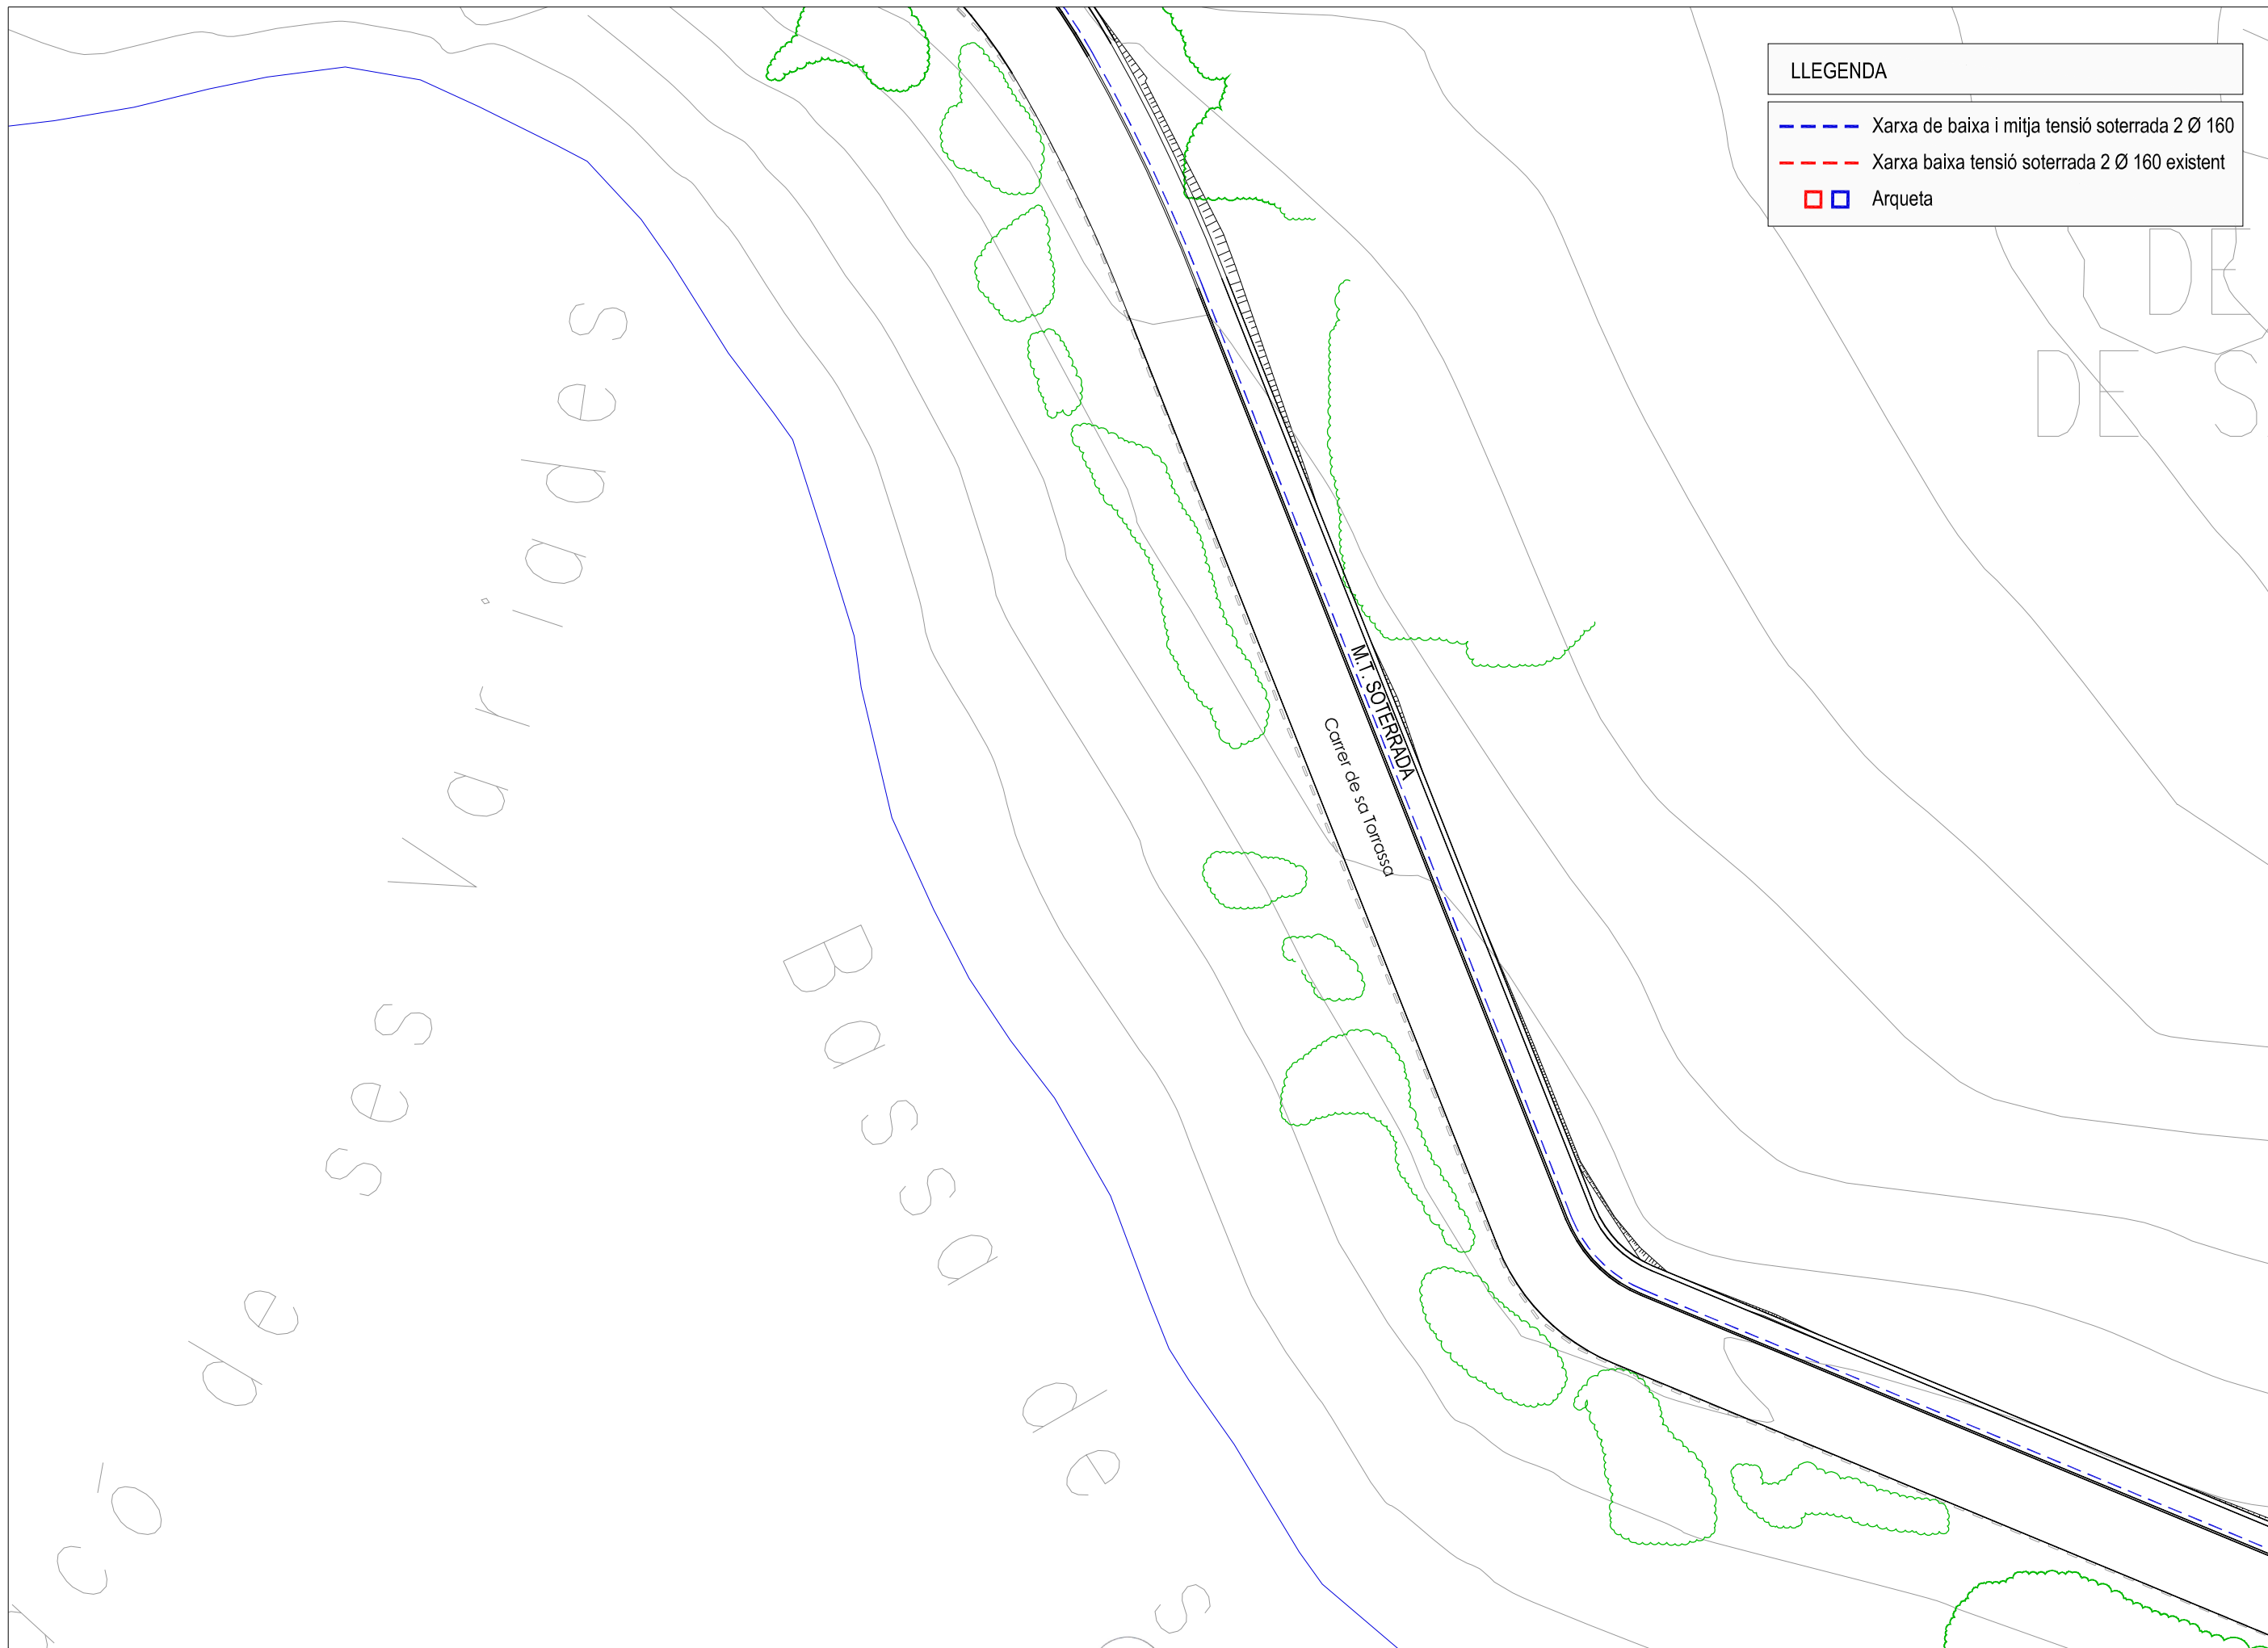 LLEGENDA
Xarxa de baixa i mitja tensió soterrada 2 Ø 160
Xarxa baixa tensió soterrada 2 Ø 160 existent
Arqueta
DE
DE S
M.T. SOTERRADA
Carrer de sa Torrassa
có de ses Variades
Bassa de
s